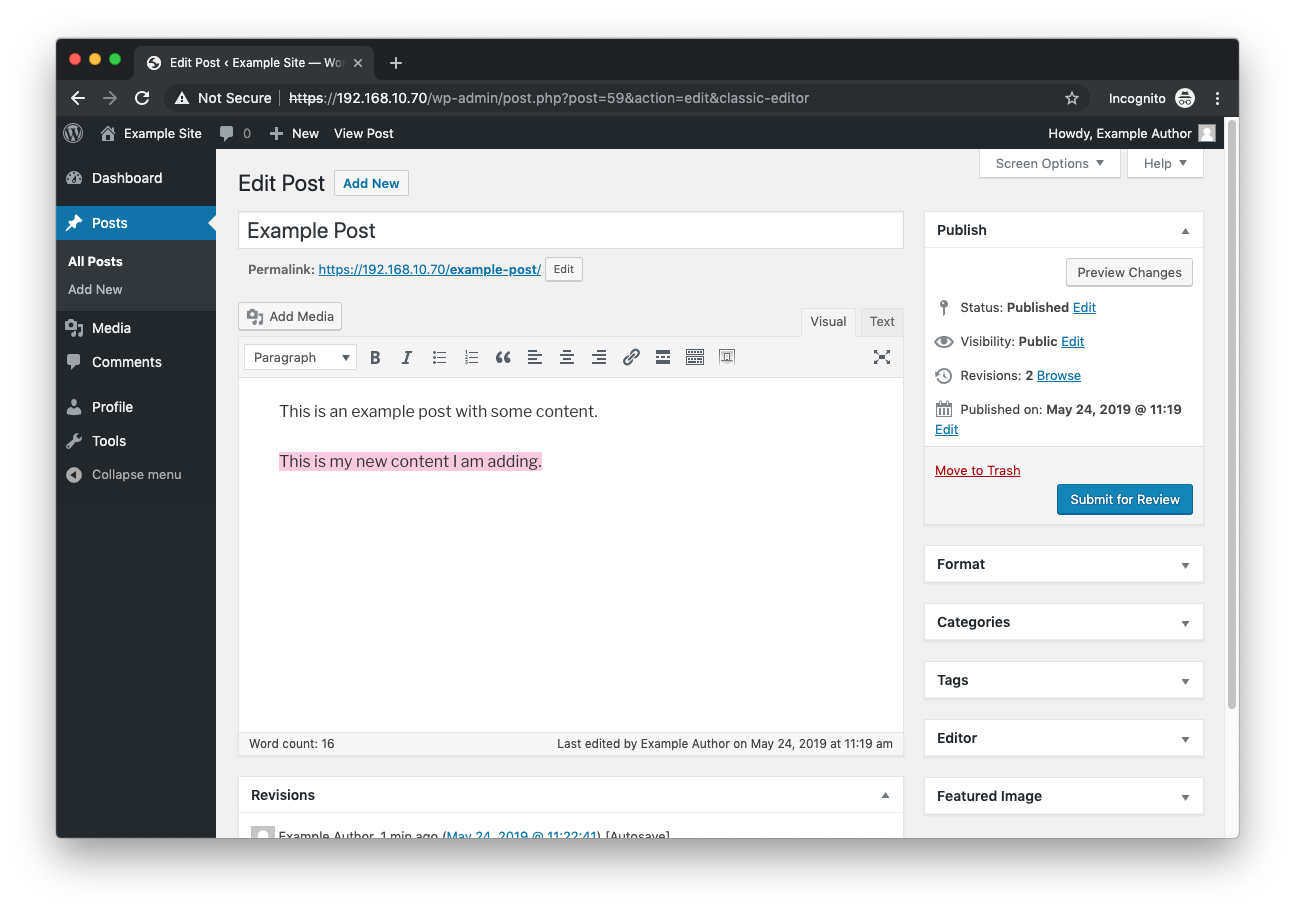 Edit Post ‹ Example Site — Wo
Not Secure https://192.168.10.70/wp-admin/post.php?post=59&action=edit&classic-editor Incognito
Example Site 0 New View Post Howdy, Example Author
Screen Options Help
Dashboard
Posts
All Posts
Add New
Media
Comments
Profile
Tools
Collapse menu
Edit Post Add New
Example Post
Permalink: https://192.168.10.70/example-post/ Edit
Add Media
Visual Text
Paragraph
This is an example post with some content.
This is my new content I am adding.
Word count: 16 Last edited by Example Author on May 24, 2019 at 11:19 am
Revisions
Example Author, 1 min ago (May 24, 2019 @ 11:22:41) [Autosave]
Publish
Preview Changes
Status: Published Edit
Visibility: Public Edit
Revisions: 2 Browse
Published on: May 24, 2019 @ 11:19
Edit
Move to Trash
Submit for Review
Format
Categories
Tags
Editor
Featured Image